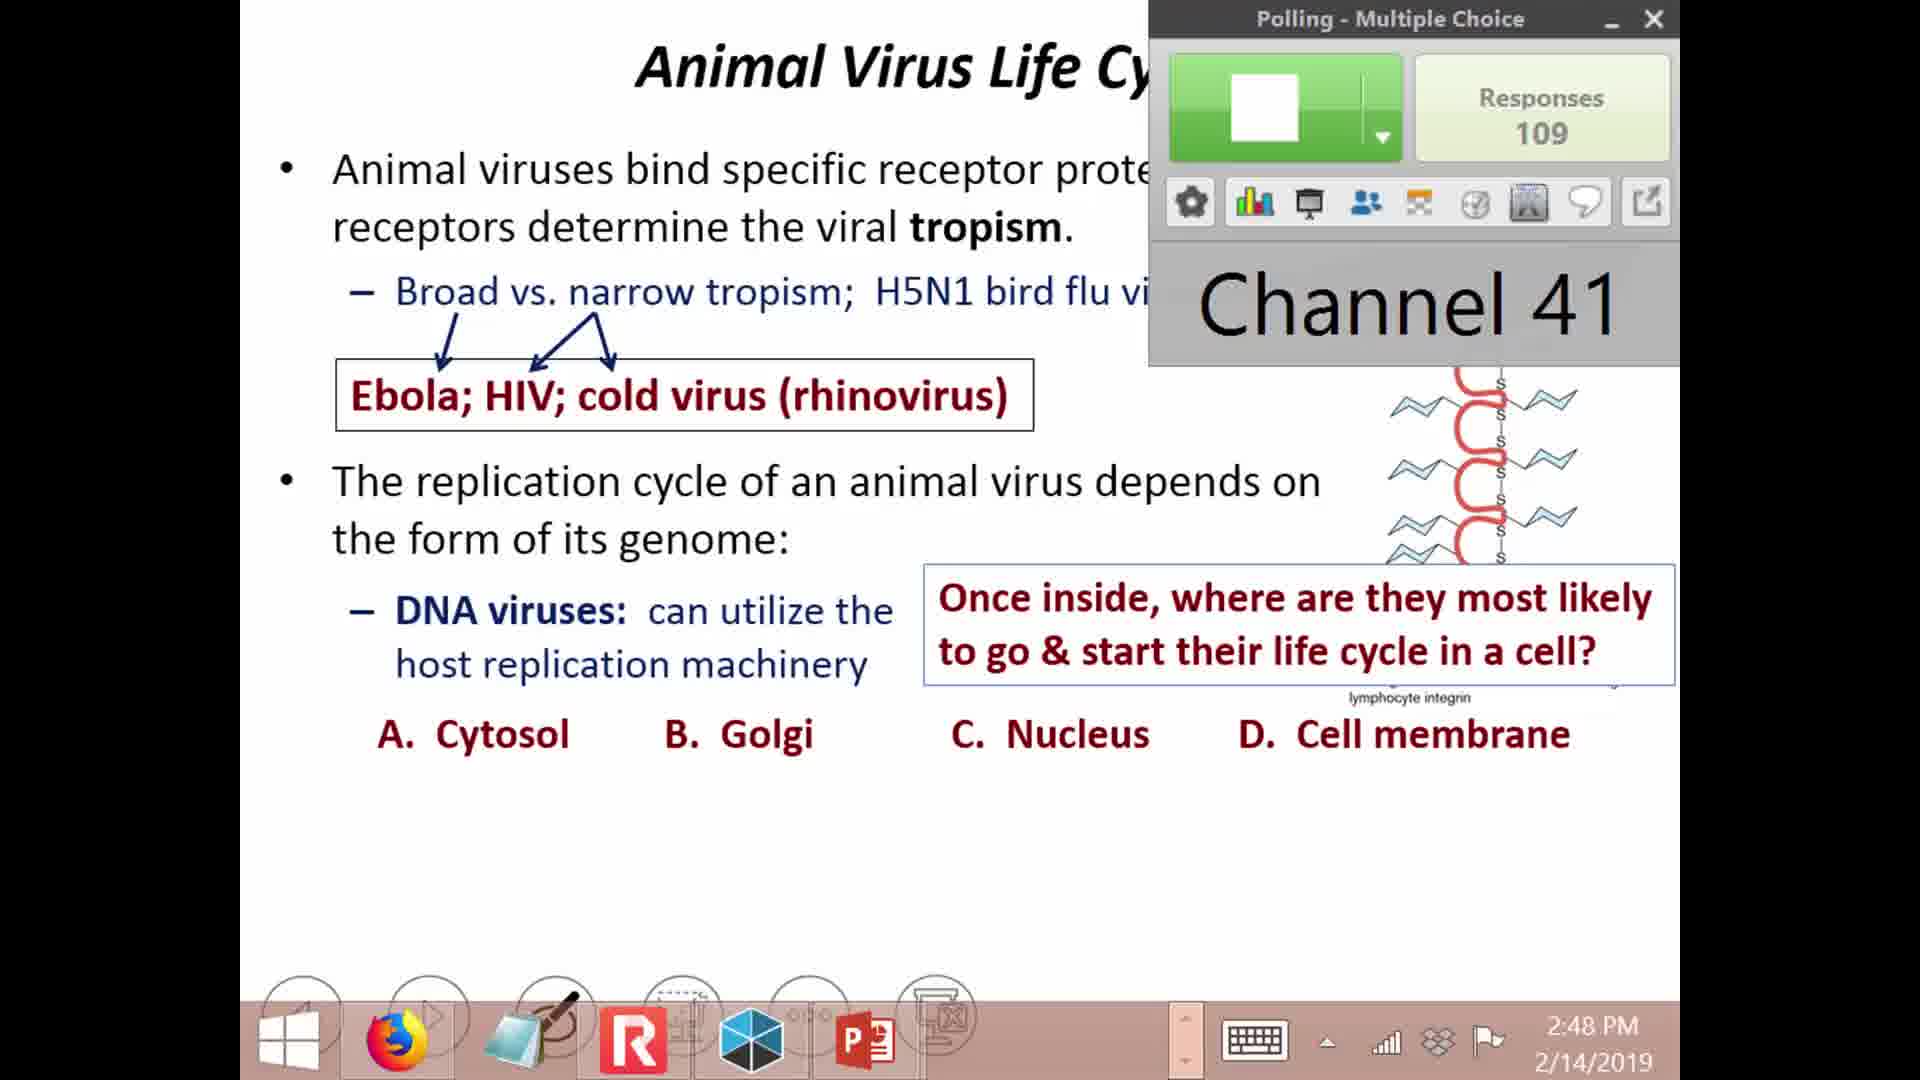 Animal Virus Life Cy
Polling - Multiple Choice
Responses
109
Channel 41
• Animal viruses bind specific receptor prote
receptors determine the viral tropism.
– Broad vs. narrow tropism; H5N1 bird flu vi
Ebola; HIV; cold virus (rhinovirus)
S
S
S
S
S
S
S
• The replication cycle of an animal virus depends on
the form of its genome:
– DNA viruses: can utilize the
host replication machinery
Once inside, where are they most likely
to go & start their life cycle in a cell?
lymphocyte integrin
A. Cytosol B. Golgi C. Nucleus D. Cell membrane
R
P
2:48 PM
2/14/2019